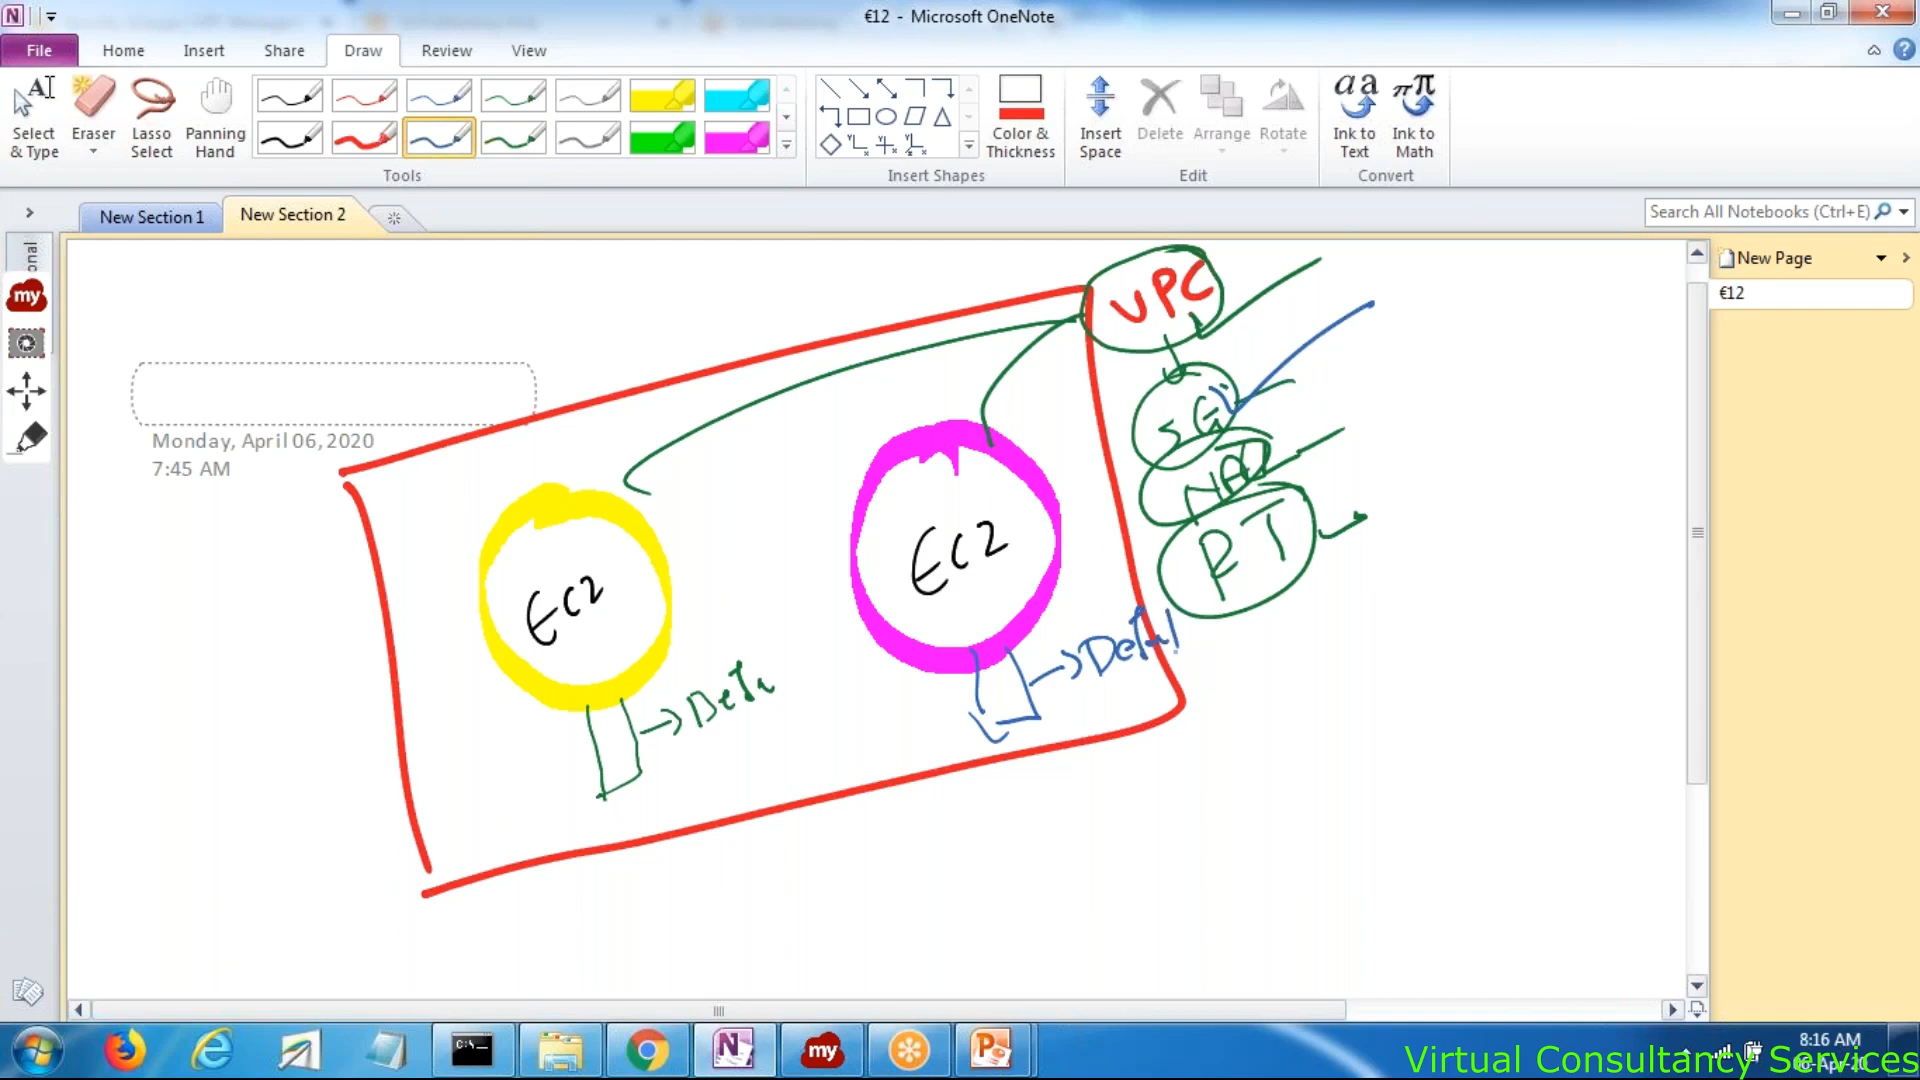 €12 - Microsoft OneNote
File Home Insert Share Draw Review View
Select & Type
Eraser
Lasso Select
Panning Hand
Tools
Insert Shapes
Color & Thickness
Insert Space
Delete
Arrange
Rotate
Edit
Ink to Text
Ink to Math
Convert
New Section 1
New Section 2
Search All Notebooks (Ctrl+E)
onal
my
New Page
€12
Monday, April 06, 2020
7:45 AM
VPC
SG
RT
EC2
EC2
C:\
my
8:16 AM
Virtual Consultancy Services